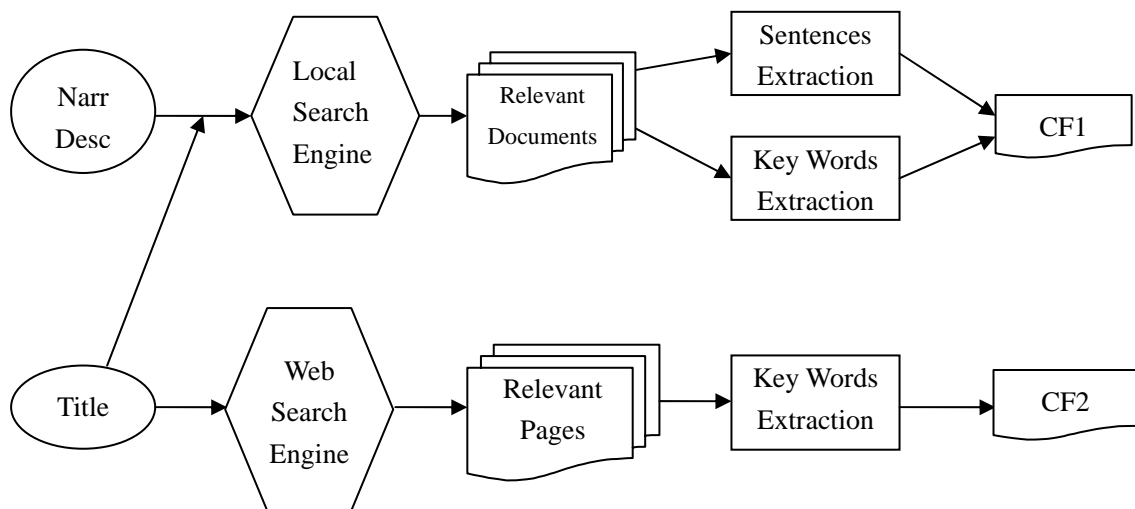 Narr
Desc
Local
Search
Engine
Relevant
Documents
Sentences
Extraction
Key Words
Extraction
CF1
Title
Web
Search
Engine
Relevant
Pages
Key Words
Extraction
CF2